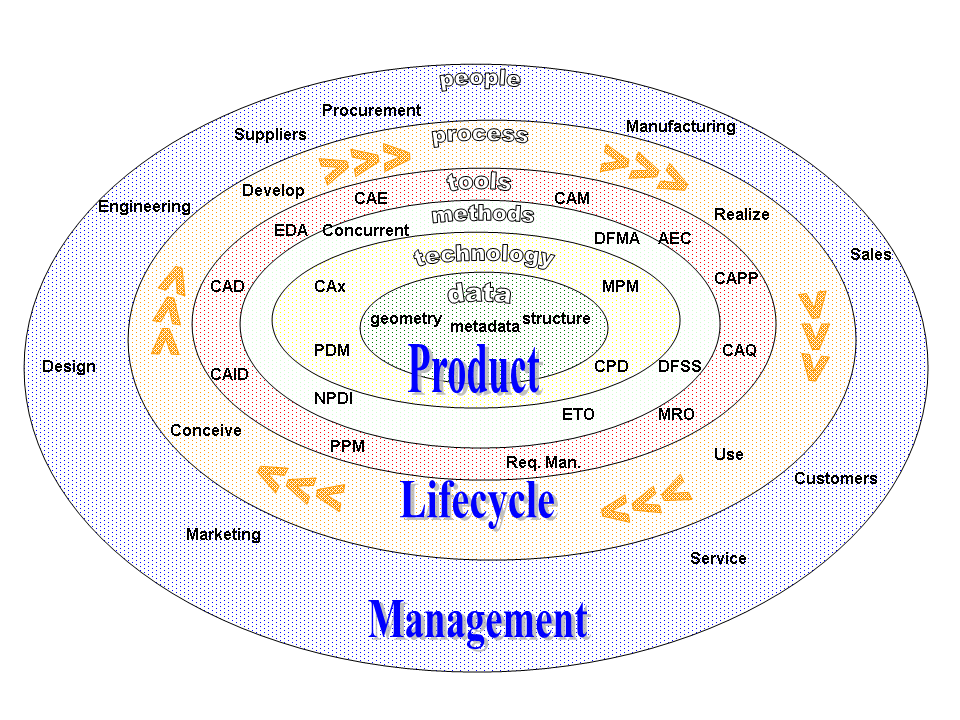 people
Procurement
Suppliers
Manufacturing
process
Develop
tools
CAE
CAM
Engineering
methods
Realize
EDA
Concurrent
DFMA
AEC
technology
Sales
CAD
CAx
data
MPM
CAPP
geometry
metadata
structure
PDM
Product
CAQ
Design
CAID
CPD
DFSS
NPDI
ETO
MRO
Conceive
PPM
Req. Man.
Use
Customers
Lifecycle
Marketing
Service
Management